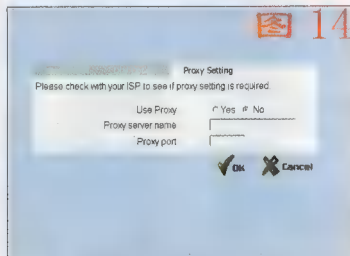 图 14
Proxy Setting
Please check with your ISP to see if proxy setting is required.
Use Proxy Yes No
Proxy server name
Proxy port
OK Cancel